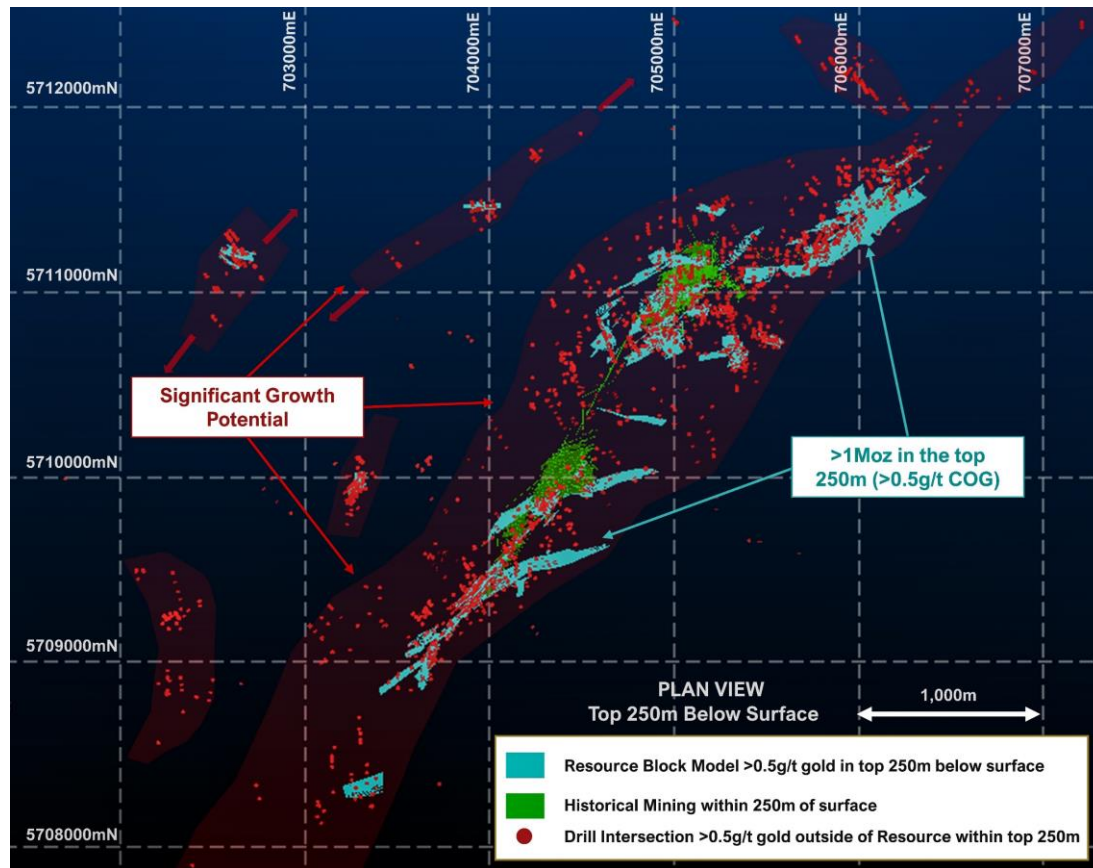 703000mE
704000mE
705000mE
706000mE
707000mE
5712000mN
5711000mN
Significant Growth
Potential
5710000mN
>1Moz in the top
250m (>0.5g/t COG)
5709000mN
PLAN VIEW
Top 250m Below Surface
1,000m
Resource Block Model >0.5g/t gold in top 250m below surface
Historical Mining within 250m of surface
Drill Intersection >0.5g/t gold outside of Resource within top 250m
5708000mN